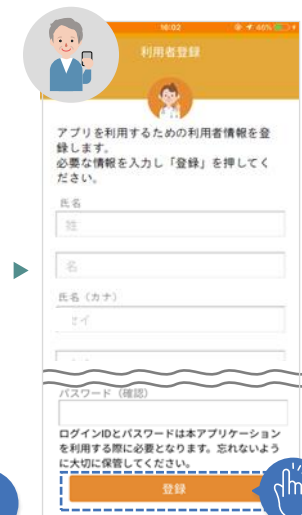 16:02
46%
利用者登録
アプリを利用するための利用者情報を登
録します。
必要な情報を入力し「登録」を押してく
ださい。
氏名
姓
名
氏名（カナ）
セイ
パスワード（確認）
ログインIDとパスワードは本アプリケーション
を利用する際に必要となります。忘れないよう
に大切に保管してください。
登録